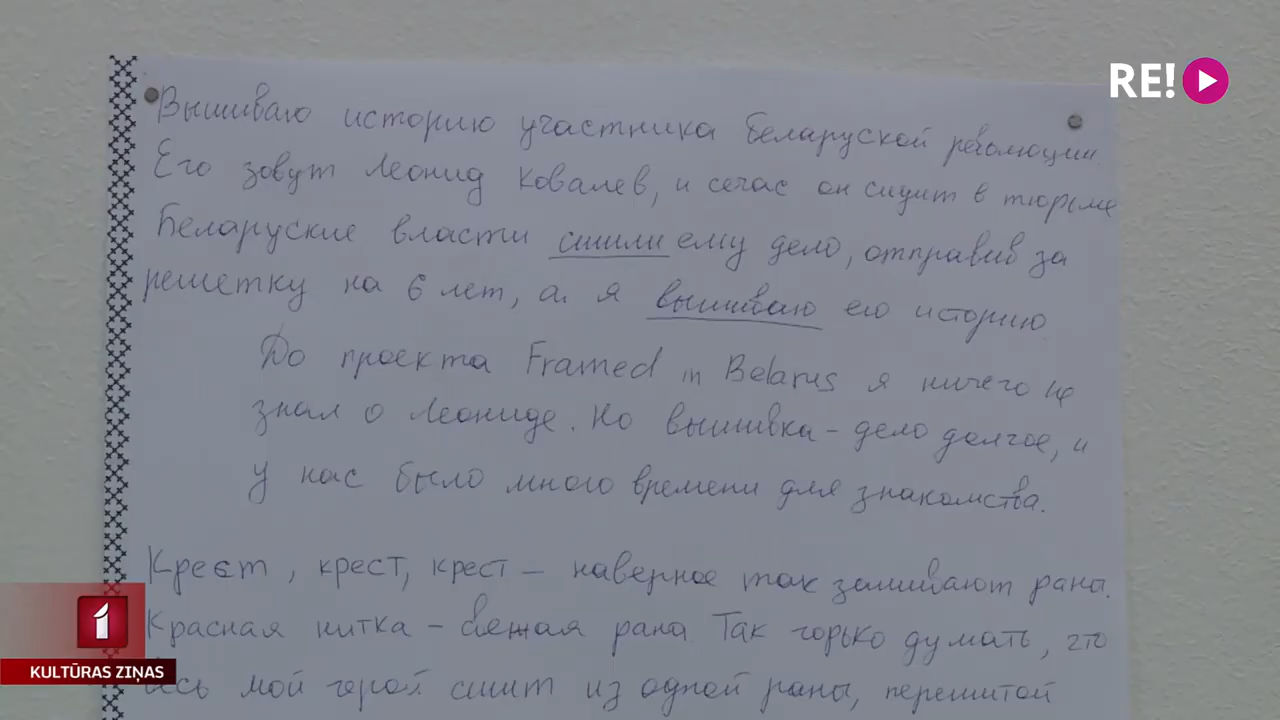 RE!
Вышиваю историю участника беларуской революции.
Его зовут Леонид Ковалев, и сечас он сидит в тюрьме
Беларуские власти сшили ему дело, отправив за
решетку на 6 лет, а я вышиваю его историю
До проекта Framed in Belarus я ничего не
знал о Леониде. Но вышивка - дело долгое, и
у нас было много времени для знакомства.
Крест, крест, крест - наверное так зашивают раны.
Красная нитка - свежая рана. Так горько думать, что
весь мой герой сшит из одной раны, перешитой
1
KULTŪRAS ZIŅAS